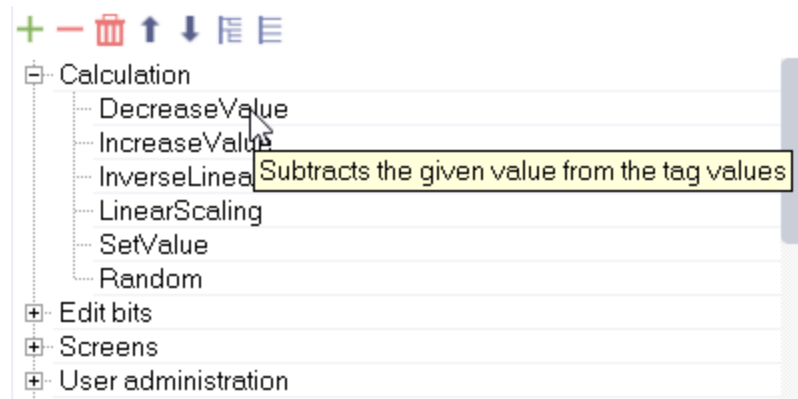 Calculation
DecreaseValue
IncreaseValue
InverseLinea
Subtracts the given value from the tag values
LinearScaling
SetValue
Random
Edit bits
Screens
User administration